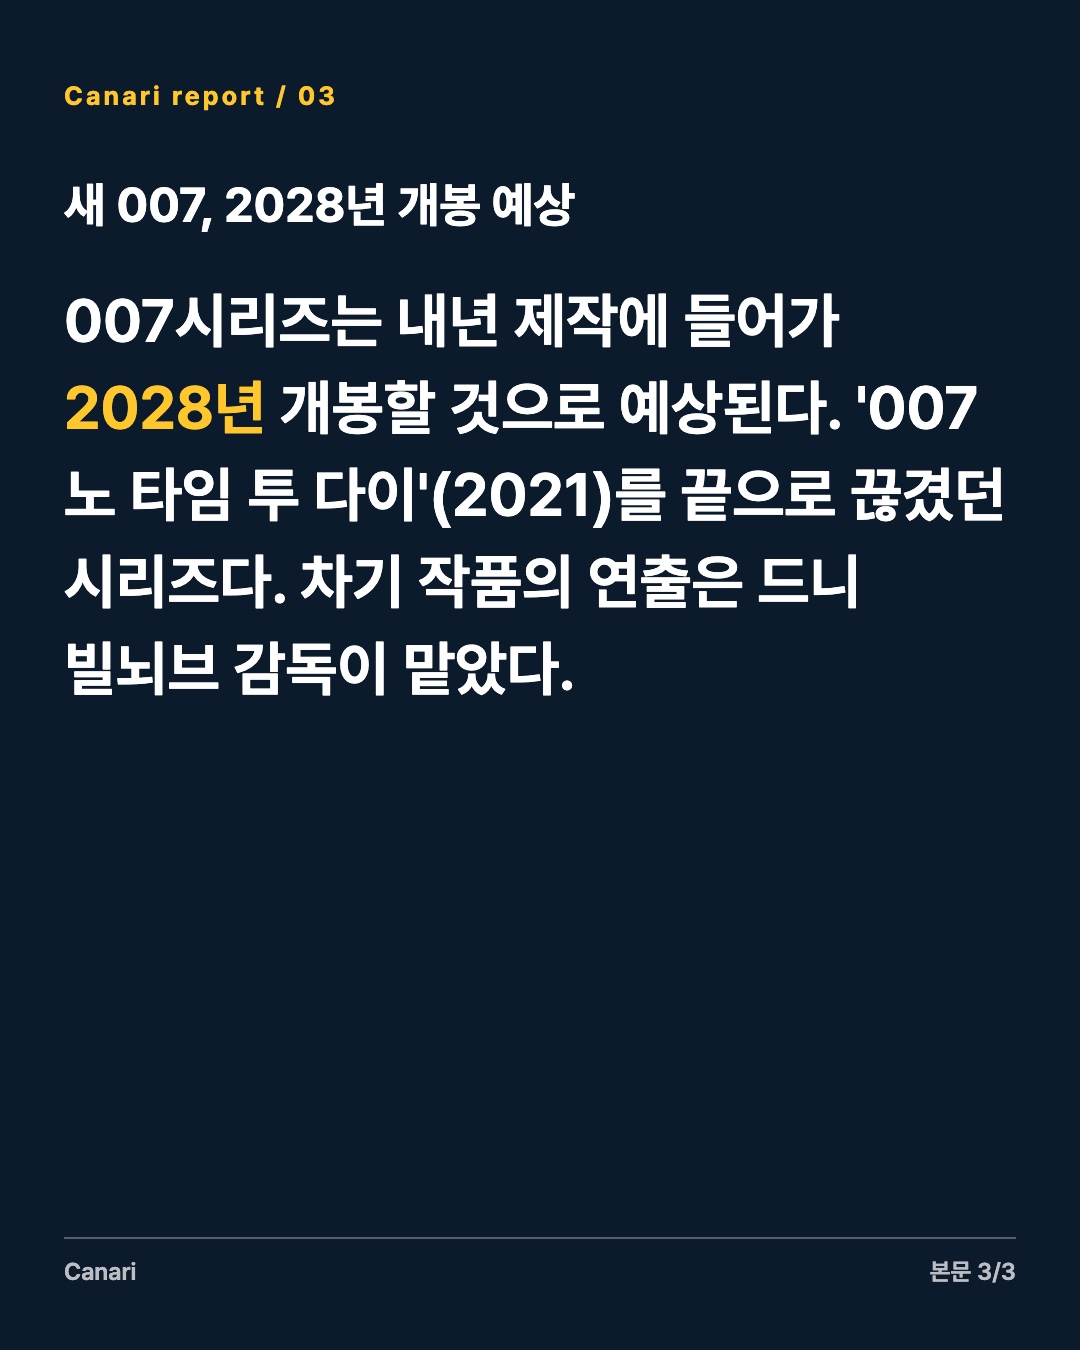 Canari report / 03
새 007, 2028년 개봉 예상
007시리즈는 내년 제작에 들어가
2028년 개봉할 것으로 예상된다. '007
노 타임 투 다이'(2021)를 끝으로 끊겼던
시리즈다. 차기 작품의 연출은 드니
빌뇌브 감독이 맡았다.
Canari
본문 3/3